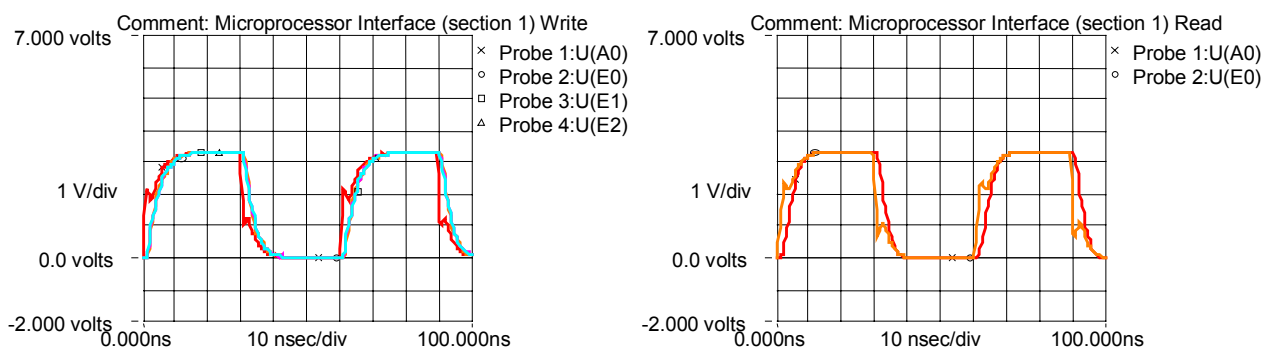 Comment: Microprocessor Interface (section 1) Write
7.000 volts
× Probe 1:U(A0)
○ Probe 2:U(E0)
□ Probe 3:U(E1)
△ Probe 4:U(E2)
1 V/div
0.0 volts
-2.000 volts
0.000ns
10 nsec/div
100.000ns
Comment: Microprocessor Interface (section 1) Read
7.000 volts
× Probe 1:U(A0)
○ Probe 2:U(E0)
1 V/div
0.0 volts
-2.000 volts
0.000ns
10 nsec/div
100.000ns